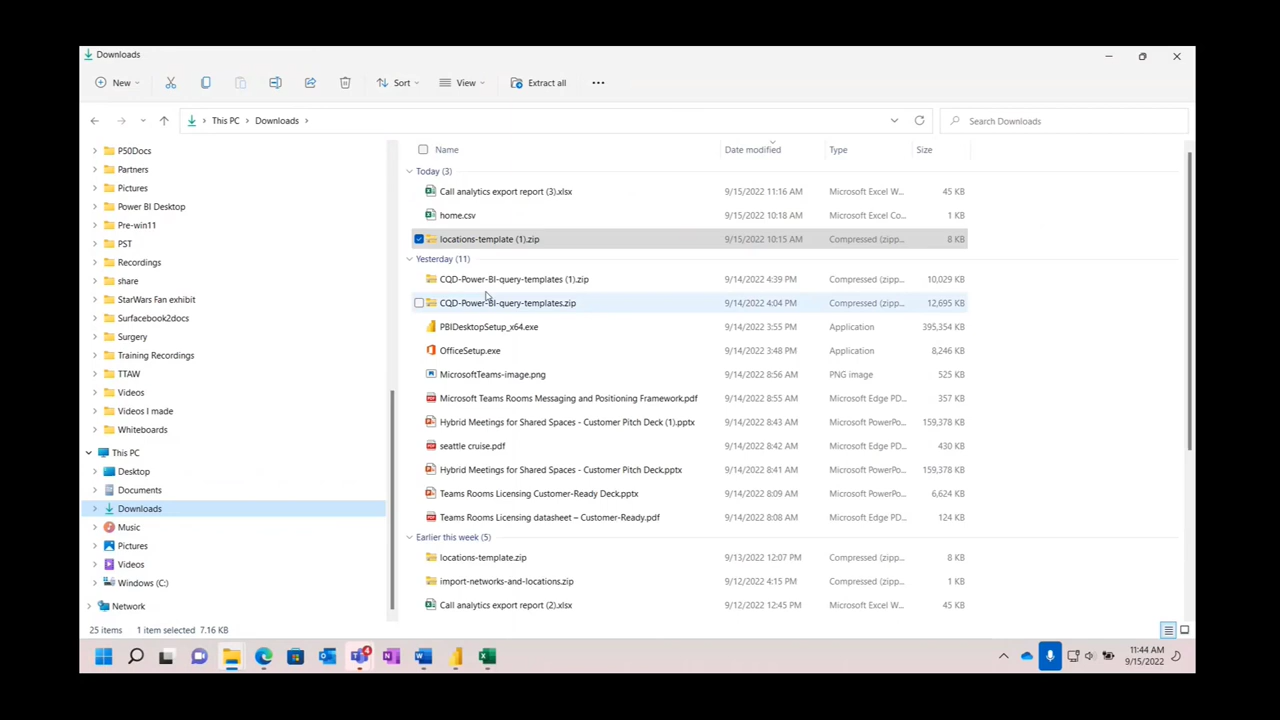 Downloads
New
Sort
View
Extract all
This PC
Downloads
Search Downloads
P50Docs
Partners
Pictures
Power BI Desktop
Pre-win11
PST
Recordings
share
StarWars Fan exhibit
Surfacebook2docs
Surgery
Training Recordings
TTAW
Videos
Videos I made
Whiteboards
This PC
Desktop
Documents
Downloads
Music
Pictures
Videos
Windows (C:)
Network
Name Date modified Type Size
Today (3)
Call analytics export report (3).xlsx 9/15/2022 11:16 AM Microsoft Excel W... 45 KB
home.csv 9/15/2022 10:18 AM Microsoft Excel Co... 1 KB
locations-template (1).zip 9/15/2022 10:15 AM Compressed (zipp... 8 KB
Yesterday (11)
CQD-Power-BI-query-templates (1).zip 9/14/2022 4:39 PM Compressed (zipp... 10,029 KB
CQD-Power-BI-query-templates.zip 9/14/2022 4:04 PM Compressed (zipp... 12,695 KB
PBIDesktopSetup_x64.exe 9/14/2022 3:55 PM Application 395,354 KB
OfficeSetup.exe 9/14/2022 3:48 PM Application 8,246 KB
MicrosoftTeams-image.png 9/14/2022 8:56 AM PNG image 525 KB
Microsoft Teams Rooms Messaging and Positioning Framework.pdf 9/14/2022 8:55 AM Microsoft Edge PD... 357 KB
Hybrid Meetings for Shared Spaces - Customer Pitch Deck (1).pptx 9/14/2022 8:43 AM Microsoft PowerPo... 159,378 KB
seattle cruise.pdf 9/14/2022 8:42 AM Microsoft Edge PD... 430 KB
Hybrid Meetings for Shared Spaces - Customer Pitch Deck.pptx 9/14/2022 8:41 AM Microsoft PowerPo... 159,378 KB
Teams Rooms Licensing Customer-Ready Deck.pptx 9/14/2022 8:09 AM Microsoft PowerPo... 6,624 KB
Teams Rooms Licensing datasheet – Customer-Ready.pdf 9/14/2022 8:08 AM Microsoft Edge PD... 124 KB
Earlier this week (5)
locations-template.zip 9/13/2022 12:07 PM Compressed (zipp... 8 KB
import-networks-and-locations.zip 9/12/2022 4:15 PM Compressed (zipp... 1 KB
Call analytics export report (2).xlsx 9/12/2022 12:45 PM Microsoft Excel W... 45 KB
25 items 1 item selected 7.16 KB
4
11:44 AM
9/15/2022